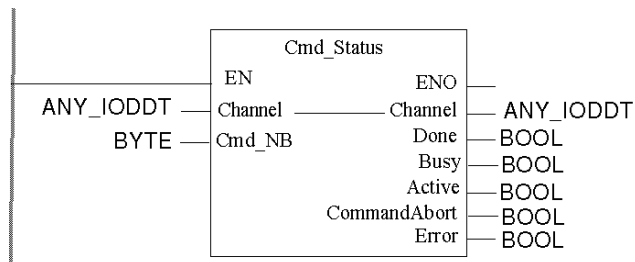 Cmd_Status
EN ENO
ANY_IODDT Channel Channel ANY_IODDT
BYTE Cmd_NB Done BOOL
Busy BOOL
Active BOOL
CommandAbort BOOL
Error BOOL